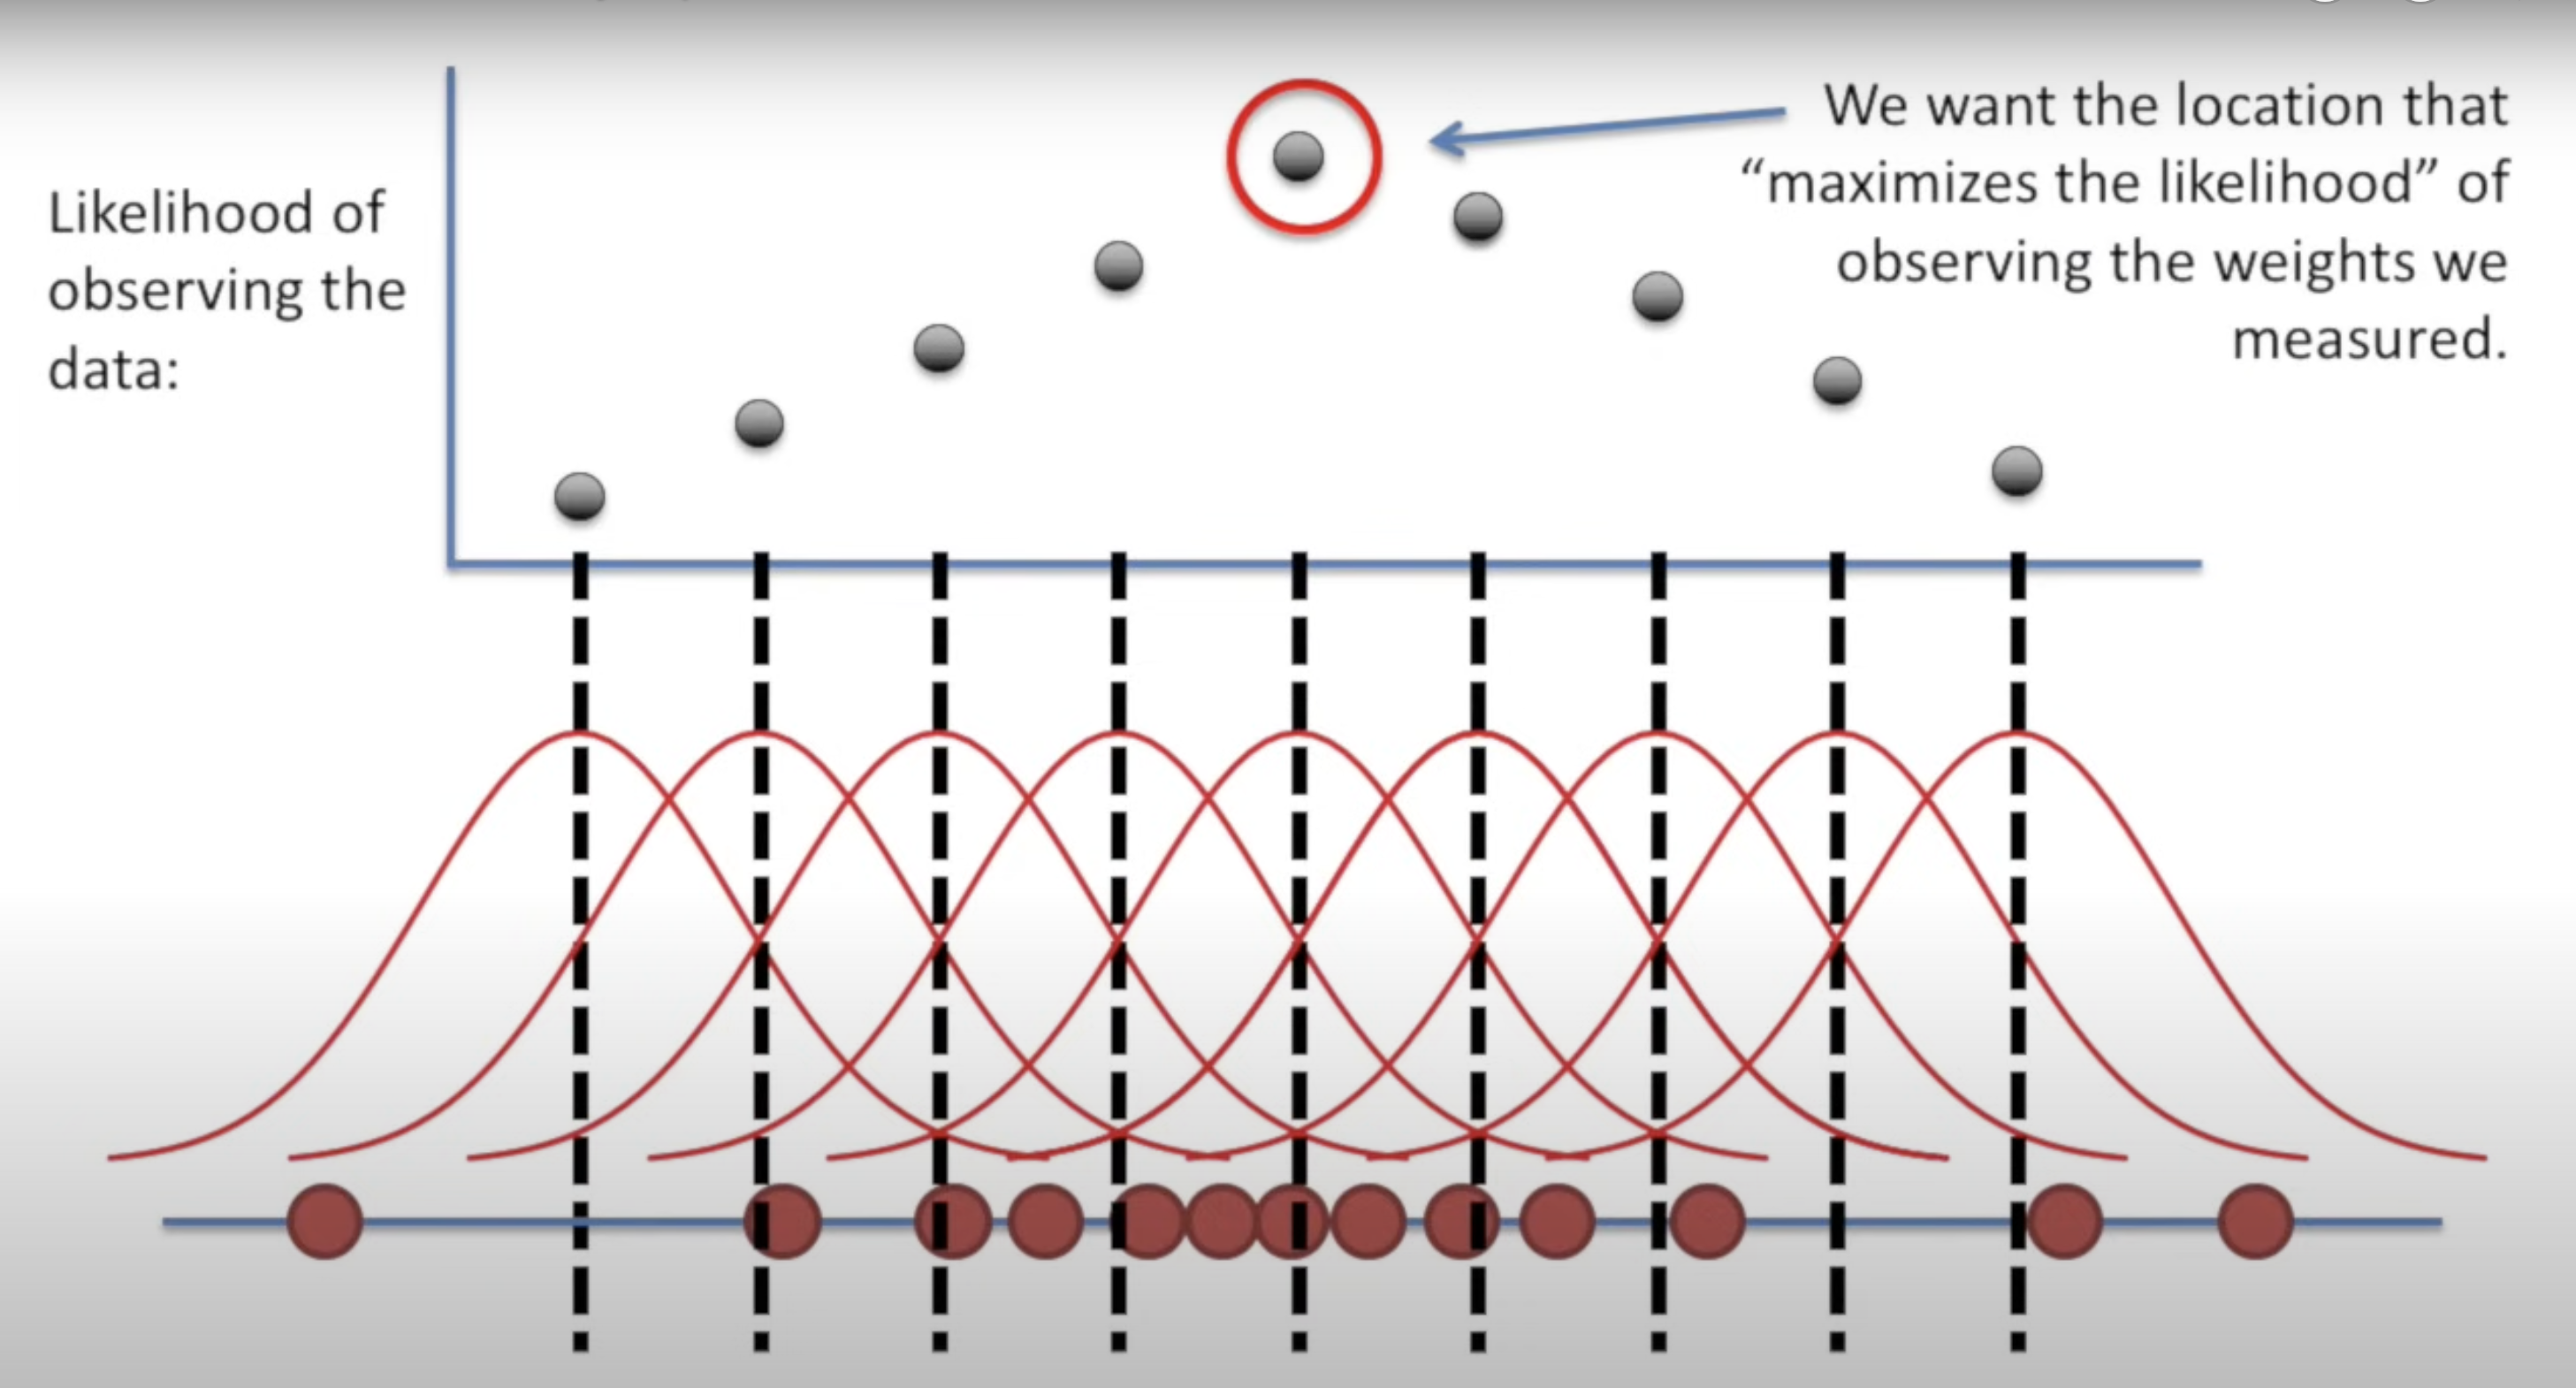 Likelihood of
observing the
data:
We want the location that
“maximizes the likelihood” of
observing the weights we
measured.